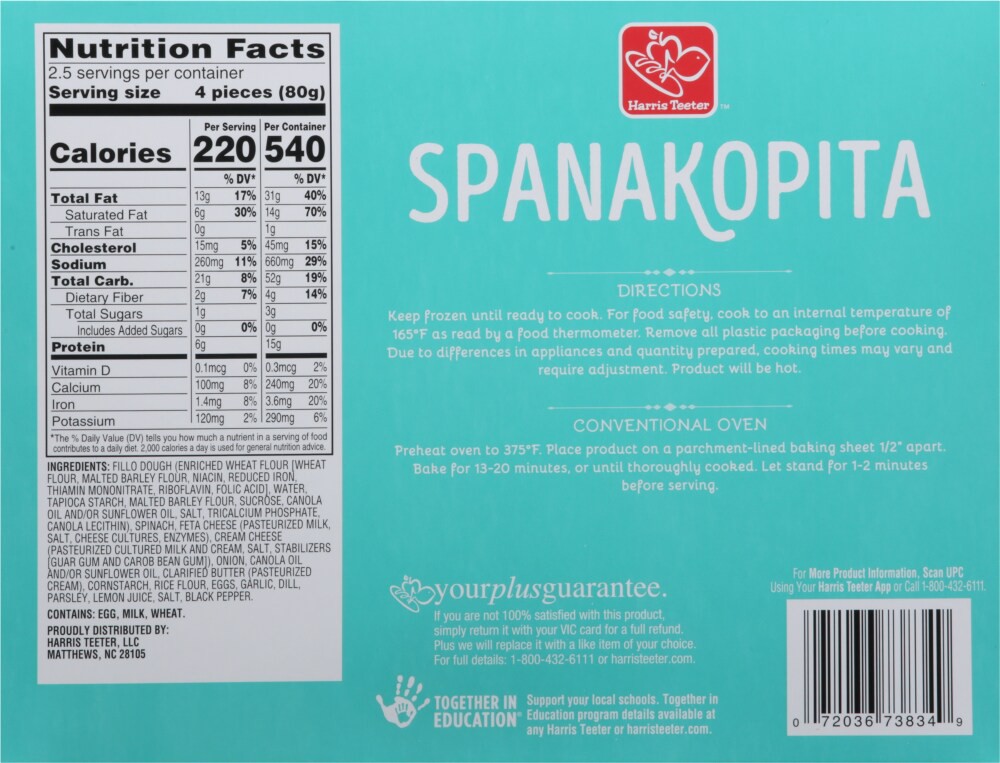 Nutrition Facts
2.5 servings per container
Serving size 4 pieces (80g)
Per Serving Per Container
Calories 220 540
% DV* % DV*
Total Fat 13g 17% 31g 40%
Saturated Fat 6g 30% 14g 70%
Trans Fat 0g 1g
Cholesterol 15mg 5% 45mg 15%
Sodium 260mg 11% 660mg 29%
Total Carb. 21g 8% 52g 19%
Dietary Fiber 2g 7% 4g 14%
Total Sugars 1g 3g
Includes Added Sugars 0g 0% 0g 0%
Protein 6g 15g
Vitamin D 0.1mcg 0% 0.3mcg 2%
Calcium 100mg 8% 240mg 20%
Iron 1.4mg 8% 3.6mg 20%
Potassium 120mg 2% 290mg 6%
*The % Daily Value (DV) tells you how much a nutrient in a serving of food
contributes to a daily diet. 2,000 calories a day is used for general nutrition advice.
INGREDIENTS: FILLO DOUGH (ENRICHED WHEAT FLOUR [WHEAT
FLOUR, MALTED BARLEY FLOUR, NIACIN, REDUCED IRON,
THIAMIN MONONITRATE, RIBOFLAVIN, FOLIC ACID], WATER,
TAPIOCA STARCH, MALTED BARLEY FLOUR, SUCROSE, CANOLA
OIL AND/OR SUNFLOWER OIL, SALT, TRICALCIUM PHOSPHATE,
CANOLA LECITHIN), SPINACH, FETA CHEESE (PASTEURIZED MILK,
SALT, CHEESE CULTURES, ENZYMES), CREAM CHEESE
(PASTEURIZED CULTURED MILK AND CREAM, SALT, STABILIZERS
[GUAR GUM AND CAROB BEAN GUM]), ONION, CANOLA OIL
AND/OR SUNFLOWER OIL, CLARIFIED BUTTER (PASTEURIZED
CREAM), CORNSTARCH, RICE FLOUR, EGGS, GARLIC, DILL,
PARSLEY, LEMON JUICE, SALT, BLACK PEPPER.
CONTAINS: EGG, MILK, WHEAT.
PROUDLY DISTRIBUTED BY:
HARRIS TEETER, LLC
MATTHEWS, NC 28105
Harris Teeter ™
SPANAKOPITA
DIRECTIONS
Keep frozen until ready to cook. For food safety, cook to an internal temperature of
165°F as read by a food thermometer. Remove all plastic packaging before cooking.
Due to differences in appliances and quantity prepared, cooking times may vary and
require adjustment. Product will be hot.
CONVENTIONAL OVEN
Preheat oven to 375°F. Place product on a parchment-lined baking sheet 1/2" apart.
Bake for 13-20 minutes, or until thoroughly cooked. Let stand for 1-2 minutes
before serving.
yourplusguarantee.
If you are not 100% satisfied with this product,
simply return it with your VIC card for a full refund.
Plus we will replace it with a like item of your choice.
For full details: 1-800-432-6111 or harristeeter.com.
TOGETHER IN
EDUCATION
Support your local schools. Together in
Education program details available at
any Harris Teeter or harristeeter.com.
For More Product Information, Scan UPC
Using Your Harris Teeter App or Call 1-800-432-6111.
0 72036 73834 9